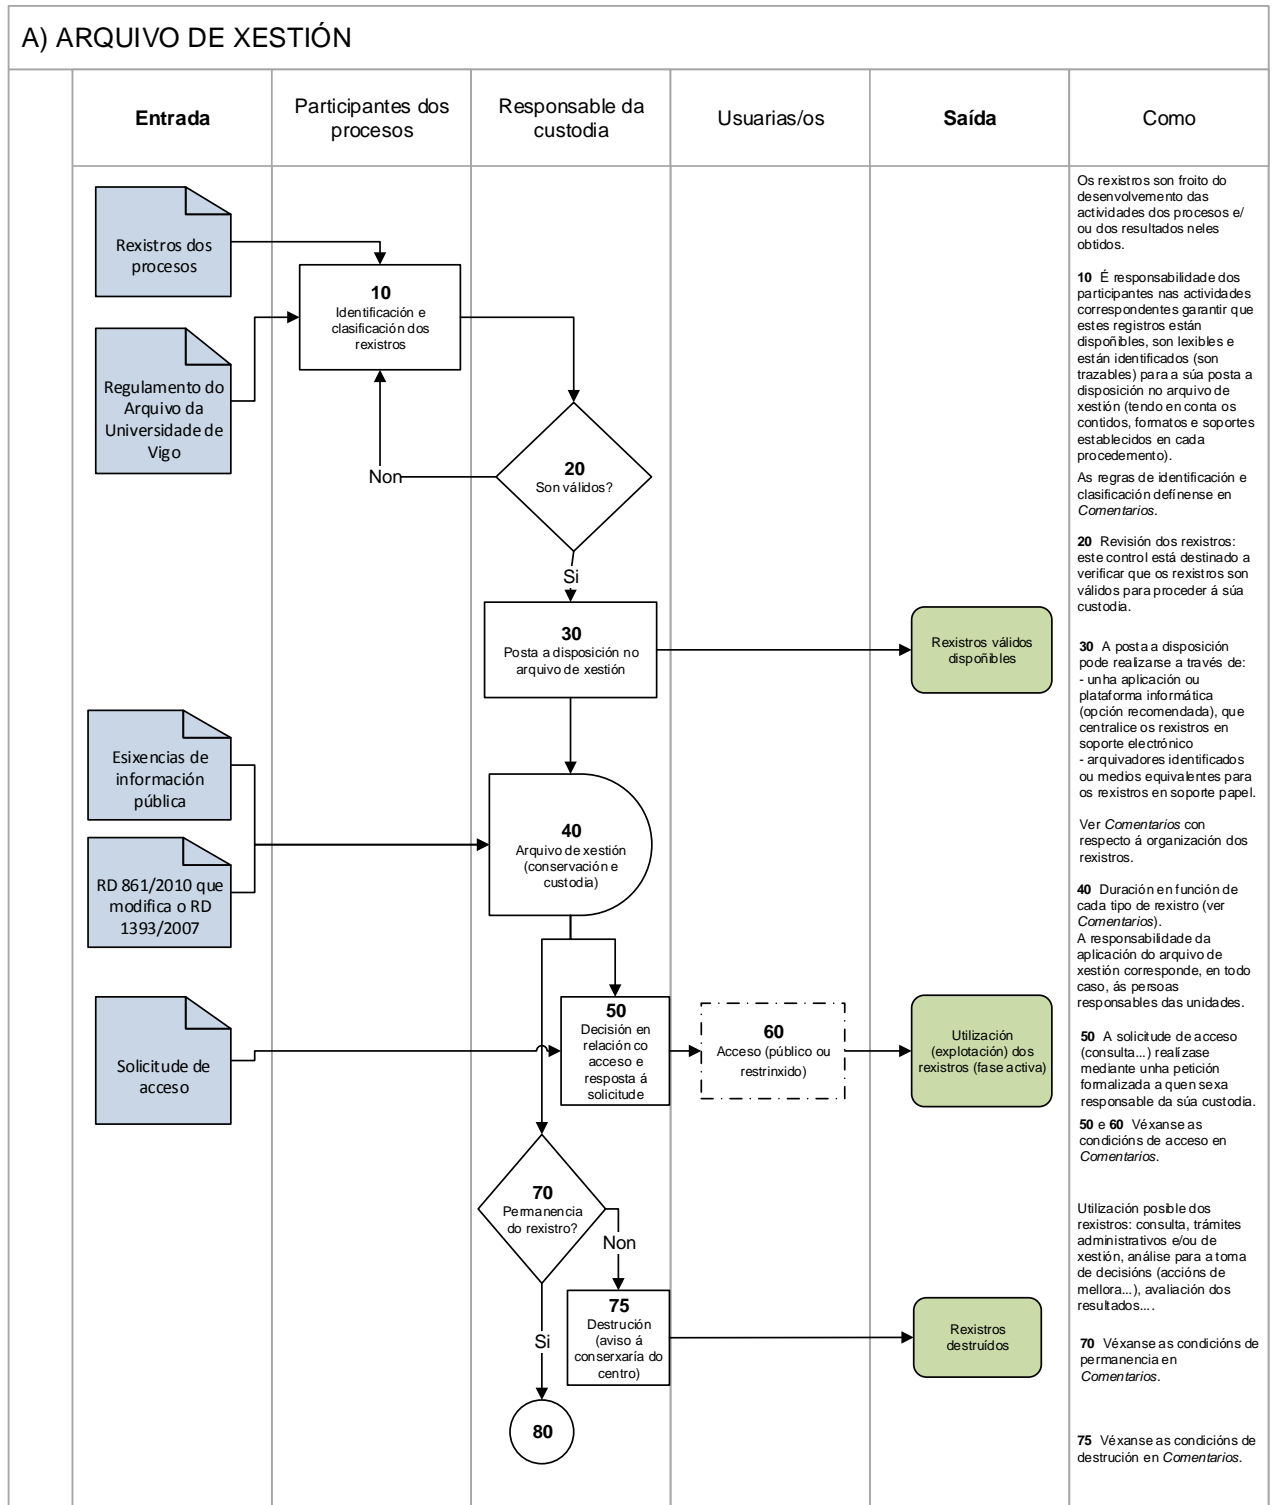 A) ARQUIVO DE XESTIÓN
Entrada
Participantes dos
procesos
Responsable da
custodia
Usuarias/os
Saída
Como
Rexistros dos
procesos
Regulamento do
Arquivo da
Universidade de
Vigo
10
Identificación e
clasificación dos
rexistros
Non
20
Son válidos?
Si
30
Posta a disposición no
arquivo de xestión
Rexistros válidos
dispoñibles
Esixencias de
información
pública
RD 861/2010 que
modifica o RD
1393/2007
40
Arquivo de xestión
(conservación e
custodia)
Solicitude de
acceso
50
Decisión en
relación co
acceso e
resposta á
solicitude
60
Acceso (público ou
restrinxido)
Utilización
(explotación) dos
rexistros (fase activa)
70
Permanencia
do rexistro?
Non
Si
75
Destrución
(aviso á
conserxaría do
centro)
Rexistros
destruídos
80
Os rexistros son froito do
desenvolvemento das
actividades dos procesos e/
ou dos resultados neles
obtidos.
10 É responsabilidade dos
participantes nas actividades
correspondentes garantir que
estes registros están
dispoñibles, son lexibles e
están identificados (son
trazables) para a súa posta a
disposición no arquivo de
xestión (tendo en conta os
contidos, formatos e soportes
establecidos en cada
procedemento).
As regras de identificación e
clasificación defínense en
Comentarios.
20 Revisión dos rexistros:
este control está destinado a
verificar que os rexistros son
válidos para proceder á súa
custodia.
30 A posta a disposición
pode realizarse a través de:
- unha aplicación ou
plataforma informática
(opción recomendada), que
centralice os rexistros en
soporte electrónico
- arquivadores identificados
ou medios equivalentes para
os rexistros en soporte papel.
Ver Comentarios con
respecto á organización dos
rexistros.
40 Duración en función de
cada tipo de rexistro (ver
Comentarios).
A responsabilidade da
aplicación do arquivo de
xestión corresponde, en todo
caso, ás persoas
responsables das unidades.
50 A solicitude de acceso
(consulta...) realízase
mediante unha petición
formalizada a quen sexa
responsable da súa custodia.
50 e 60 Véxanse as
condicións de acceso en
Comentarios.
Utilización posible dos
rexistros: consulta, trámites
administrativos e/ou de
xestión, análise para a toma
de decisións (accións de
mellora...), avaliación dos
resultados....
70 Véxanse as condicións de
permanencia en
Comentarios.
75 Véxanse as condicións de
destrución en Comentarios.